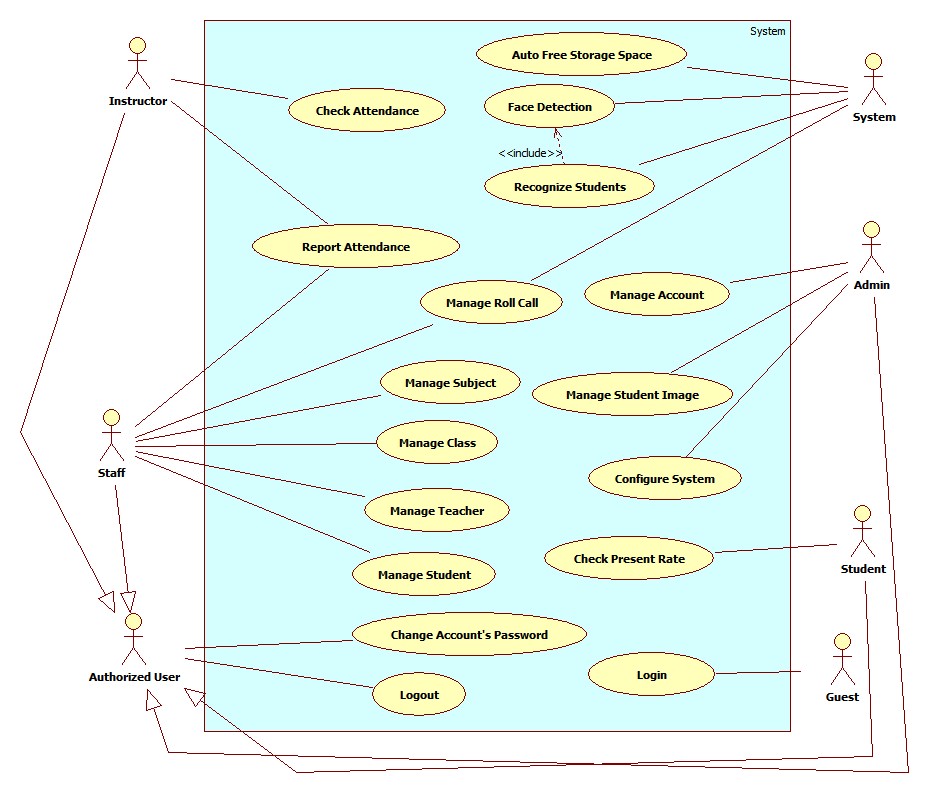 System
Auto Free Storage Space
Instructor
Check Attendance
Face Detection
System
<<include>>
Recognize Students
Report Attendance
Admin
Manage Roll Call
Manage Account
Manage Subject
Manage Student Image
Manage Class
Staff
Configure System
Manage Teacher
Check Present Rate
Student
Manage Student
Change Account's Password
Authorized User
Login
Logout
Guest